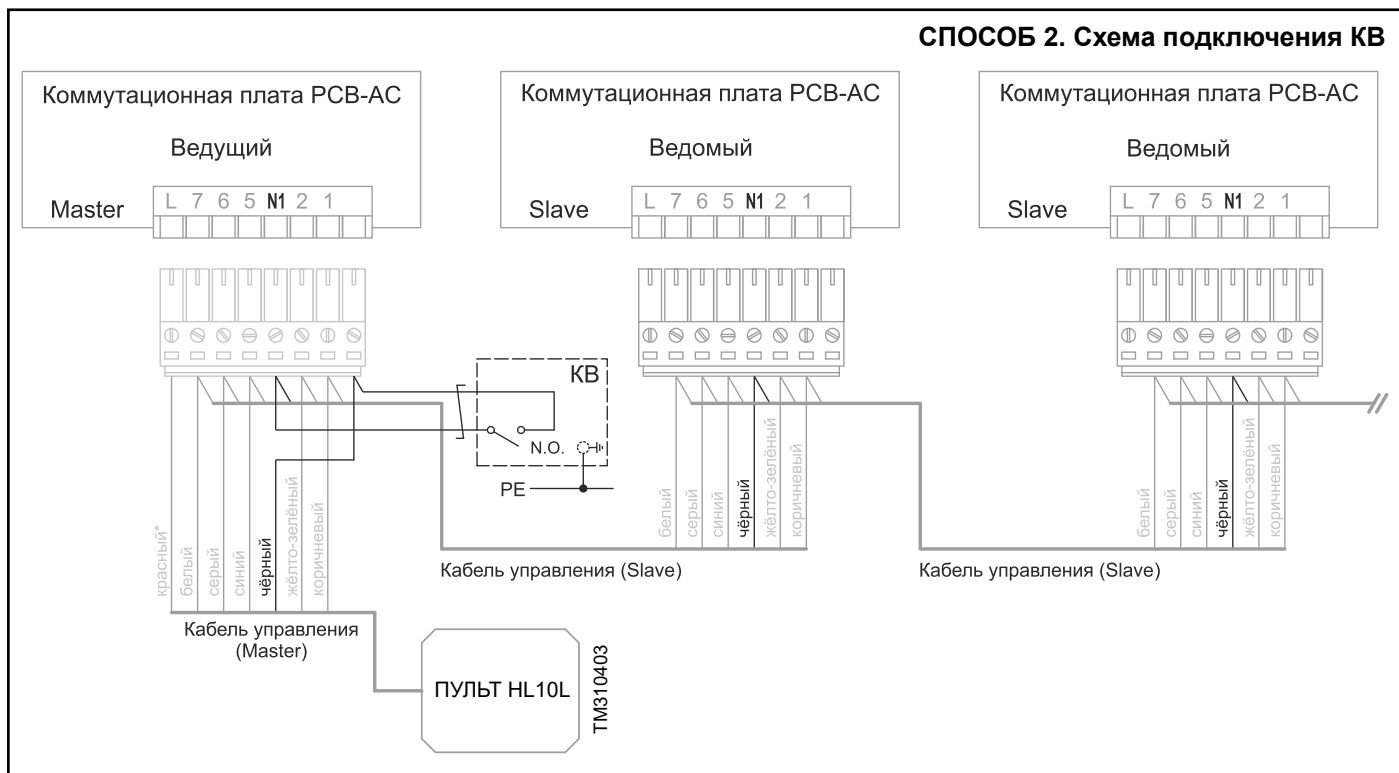 СПОСОБ 2. Схема подключения КВ
Коммутационная плата PCB-AC
Ведущий
Master
L 7 6 5 N1 2 1
Коммутационная плата PCB-AC
Ведомый
Slave
L 7 6 5 N1 2 1
Коммутационная плата PCB-AC
Ведомый
Slave
L 7 6 5 N1 2 1
КВ
N.O.
PE
красный*
белый
серый
синий
чёрный
жёлто-зелёный
коричневый
белый
серый
синий
чёрный
жёлто-зелёный
коричневый
белый
серый
синий
чёрный
жёлто-зелёный
коричневый
Кабель управления (Slave)
Кабель управления (Slave)
Кабель управления
(Master)
ПУЛЬТ HL10L
TM310403